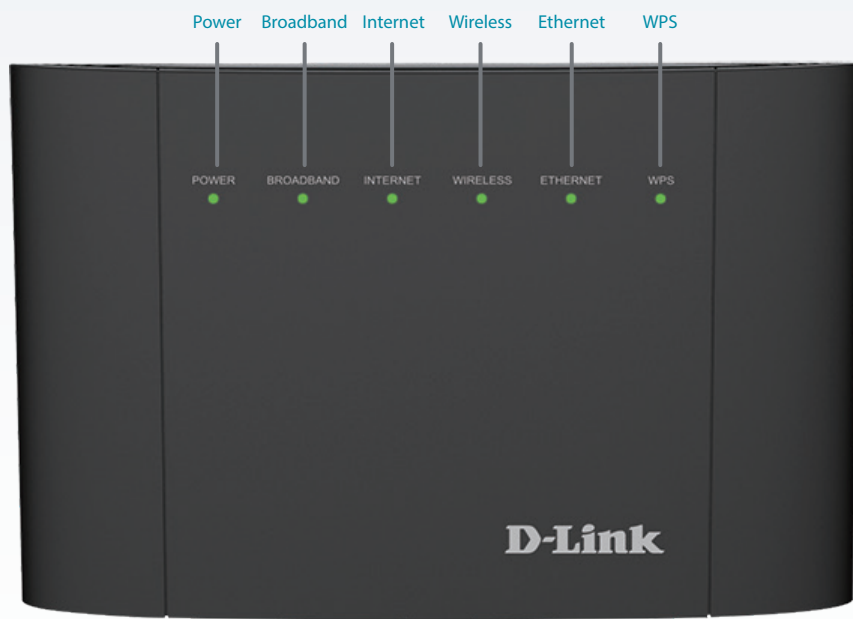 Power Broadband Internet Wireless Ethernet WPS
POWER BROADBAND INTERNET WIRELESS ETHERNET WPS
D-Link